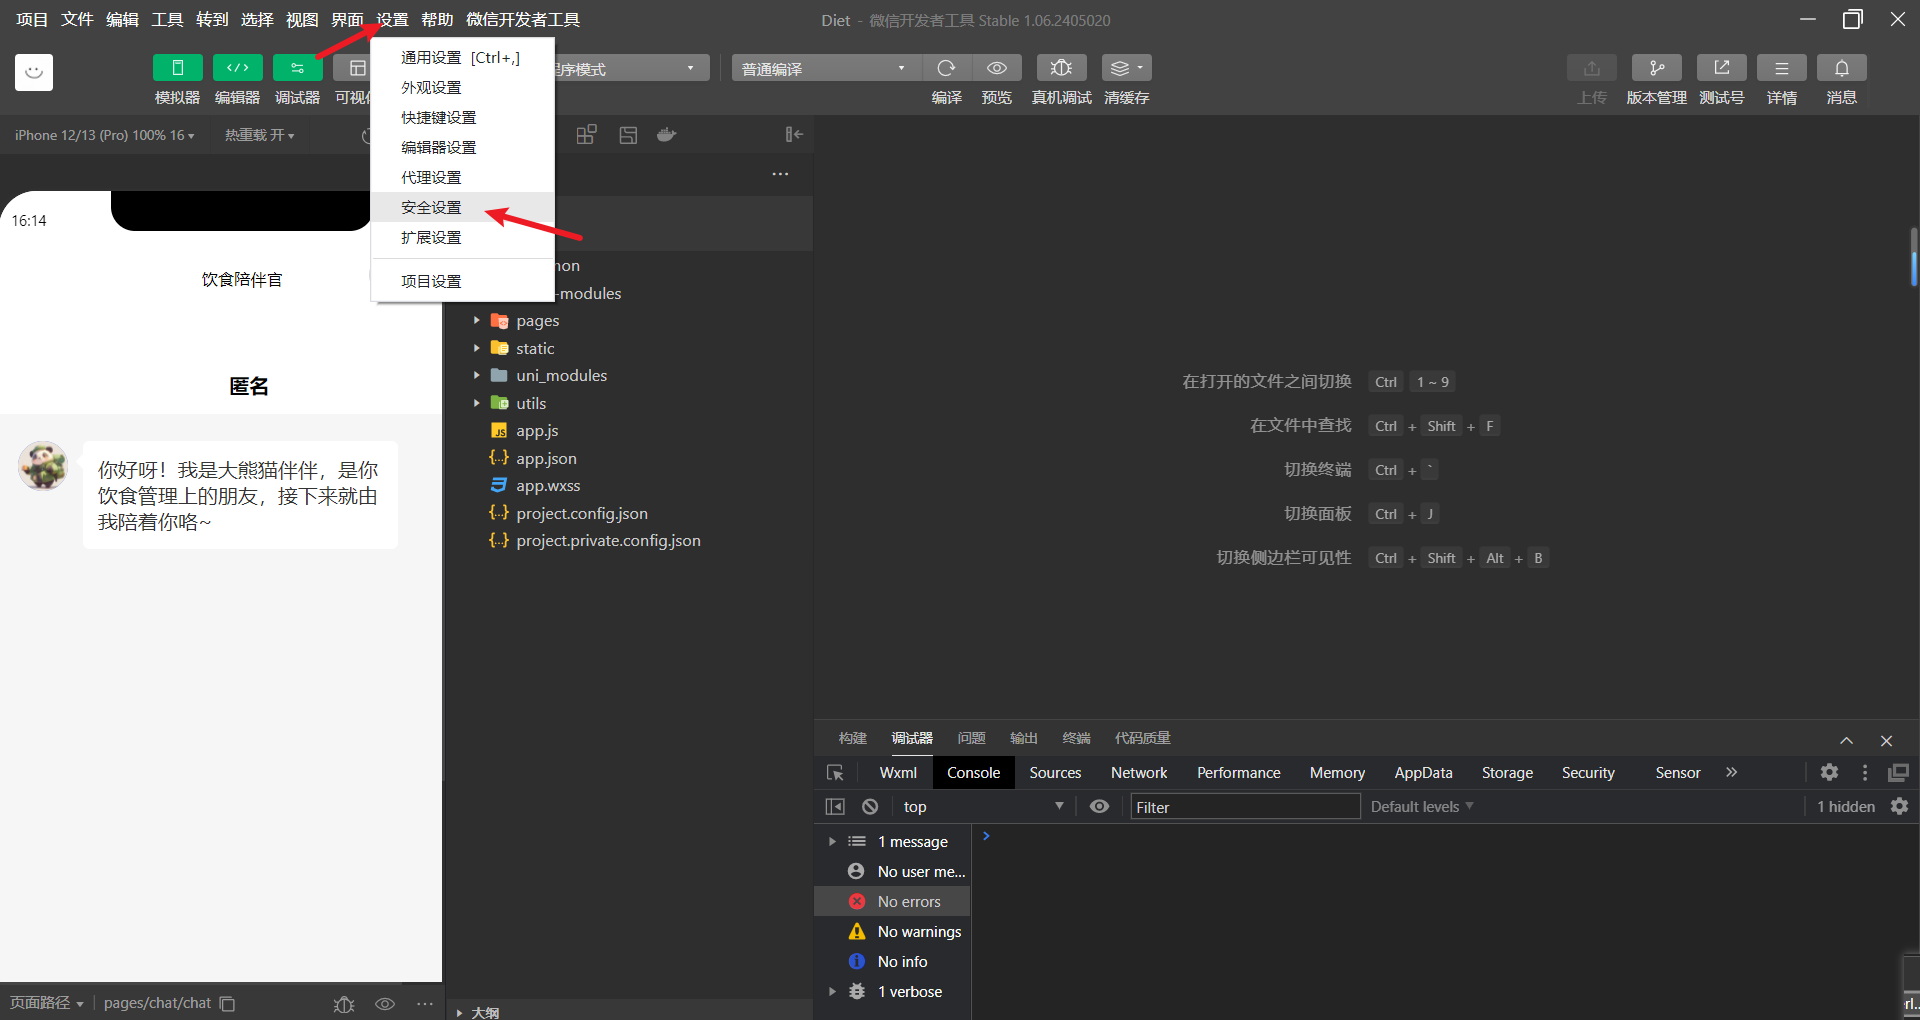 项目 文件 编辑 工具 转到 选择 视图 界面 设置 帮助 微信开发者工具
Diet - 微信开发者工具 Stable 1.06.2405020
模拟器 编辑器 调试器
程序模式
普通编译
编译 预览 真机调试 清缓存
上传 版本管理 测试号 详情 消息
通用设置 [Ctrl+,]
外观设置
快捷键设置
编辑器设置
代理设置
安全设置
扩展设置
项目设置
iPhone 12/13 (Pro) 100% 16
热重载 开
16:14
饮食陪伴官
匿名
你好呀！我是大熊猫伴伴，是你
饮食管理上的朋友，接下来就由
我陪着你咯~
页面路径
pages/chat/chat
-modules
pages
static
uni_modules
utils
app.js
app.json
app.wxss
project.config.json
project.private.config.json
大纲
在打开的文件之间切换 Ctrl 1 ~ 9
在文件中查找 Ctrl + Shift + F
切换终端 Ctrl + `
切换面板 Ctrl + J
切换侧边栏可见性 Ctrl + Shift + Alt + B
构建 调试器 问题 输出 终端 代码质量
Wxml Console Sources Network Performance Memory AppData Storage Security Sensor »
top
Filter
Default levels
1 hidden
1 message
No user me...
No errors
No warnings
No info
1 verbose